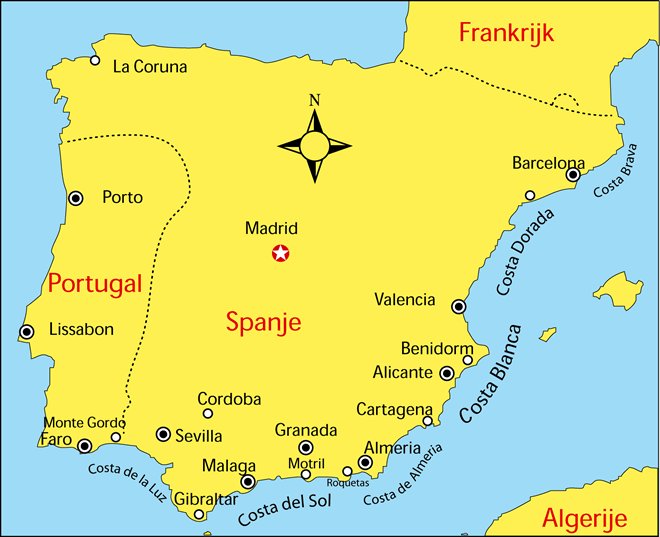 Frankrijk
La Coruna
N
Barcelona
Costa Brava
Porto
Costa Dorada
Madrid
Portugal
Valencia
Spanje
Lissabon
Benidorm
Costa Blanca
Alicante
Cordoba
Cartagena
Monte Gordo
Faro
Sevilla
Granada
Almeria
Costa de la Luz
Malaga
Motril
Roquetas
Costa de Almeria
Gibraltar
Costa del Sol
Algerije